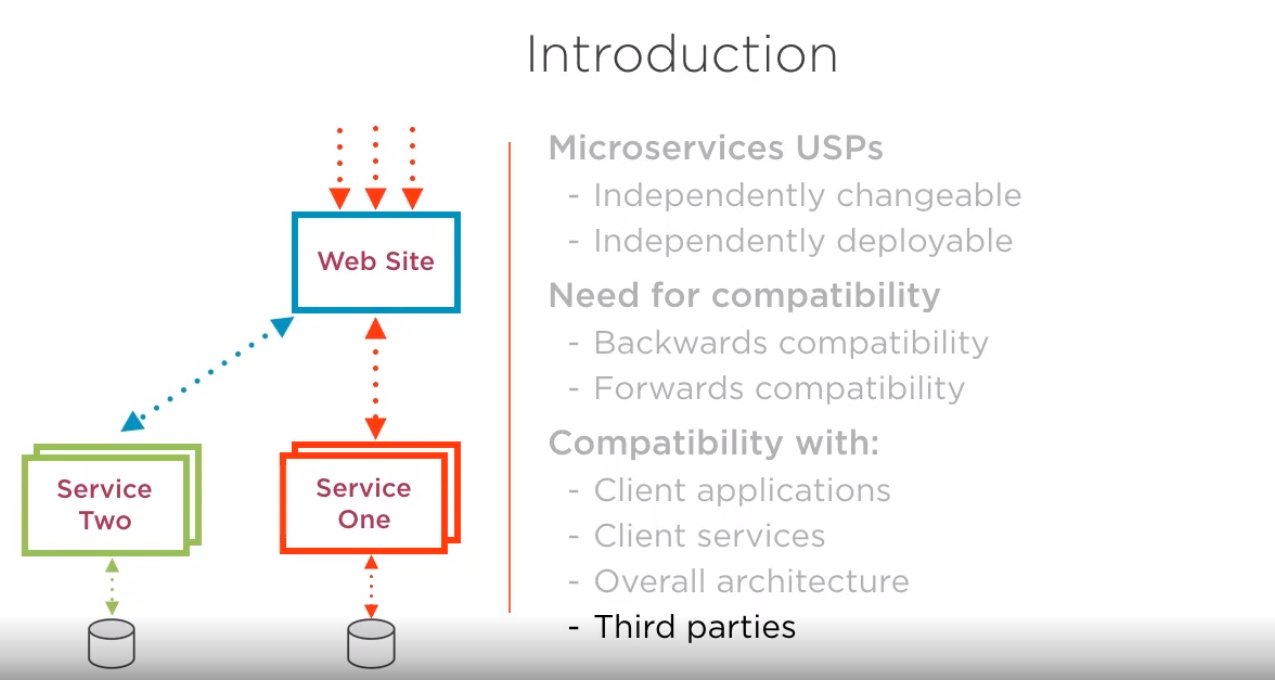 Introduction
Web Site
Service
Two
Service
One
Microservices USPs
- Independently changeable
- Independently deployable
Need for compatibility
- Backwards compatibility
- Forwards compatibility
Compatibility with:
- Client applications
- Client services
- Overall architecture
- Third parties